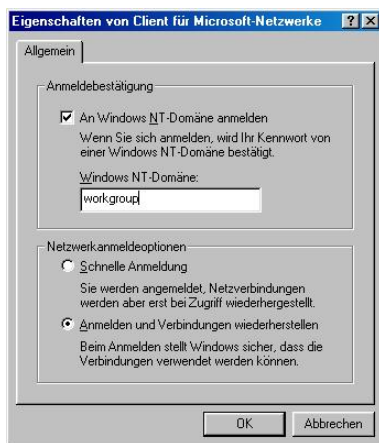 Eigenschaften von Client für Microsoft-Netzwerke
Allgemein
Anmeldebestätigung
An Windows NT-Domäne anmelden
Wenn Sie sich anmelden, wird Ihr Kennwort von
einer Windows NT-Domäne bestätigt.
Windows NT-Domäne:
workgroup
Netzwerkanmeldeoptionen
Schnelle Anmeldung
Sie werden angemeldet, Netzverbindungen
werden aber erst bei Zugriff wiederhergestellt.
Anmelden und Verbindungen wiederherstellen
Beim Anmelden stellt Windows sicher, dass die
Verbindungen verwendet werden können.
OK
Abbrechen